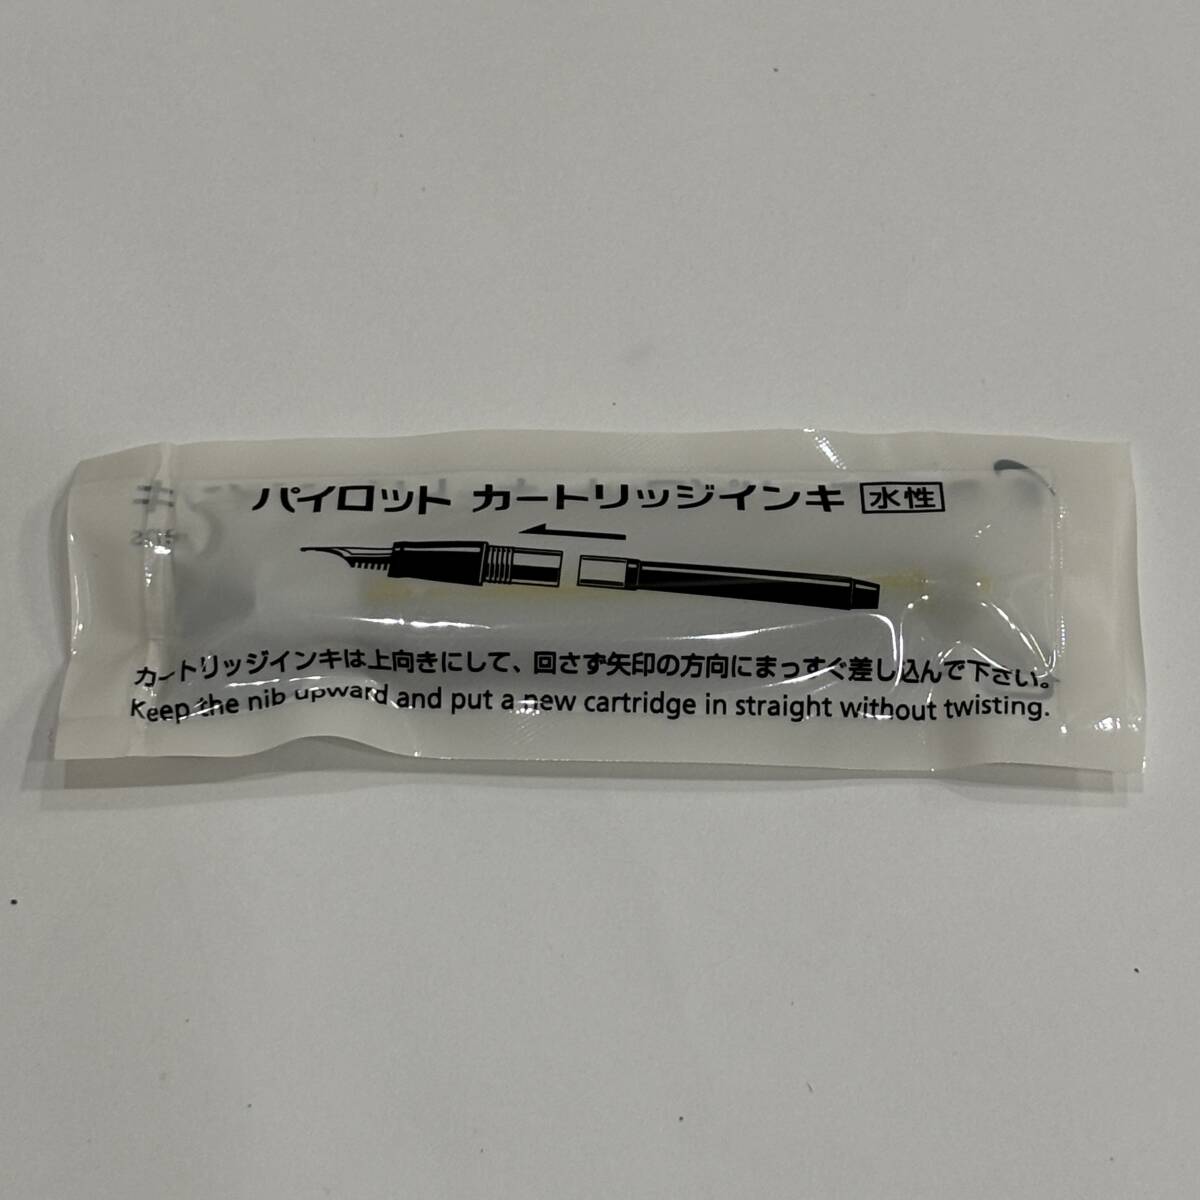 パイロット カートリッジインキ 水性
カートリッジインキは上向きにして、回さず矢印の方向にまっすぐ差し込んで下さい。
Keep the nib upward and put a new cartridge in straight without twisting.